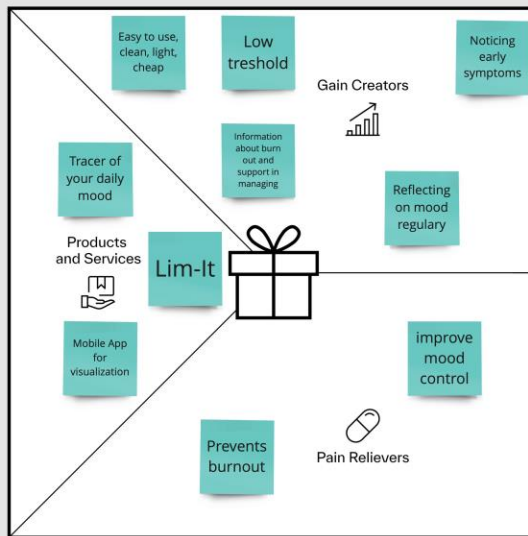 Easy to use,
clean, light,
cheap
Low
treshold
Noticing
early
symptoms
Gain Creators
Information
about burn
out and
support in
managing
Tracer of
your daily
mood
Reflecting
on mood
regulary
Products
and Services
Lim-It
Mobile App
for
visualization
improve
mood
control
Prevents
burnout
Pain Relievers